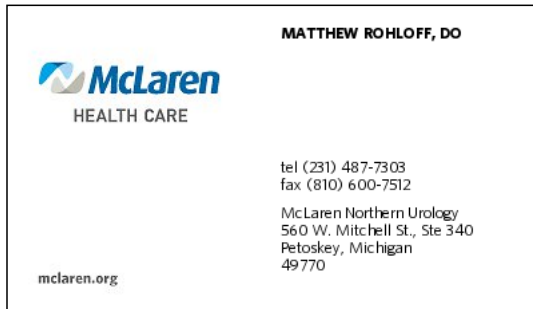 MATTHEW ROHLOFF, DO
McLaren
HEALTH CARE
tel (231) 487-7303
fax (810) 600-7512
McLaren Northern Urology
560 W. Mitchell St., Ste 340
Petoskey, Michigan
49770
mclaren.org